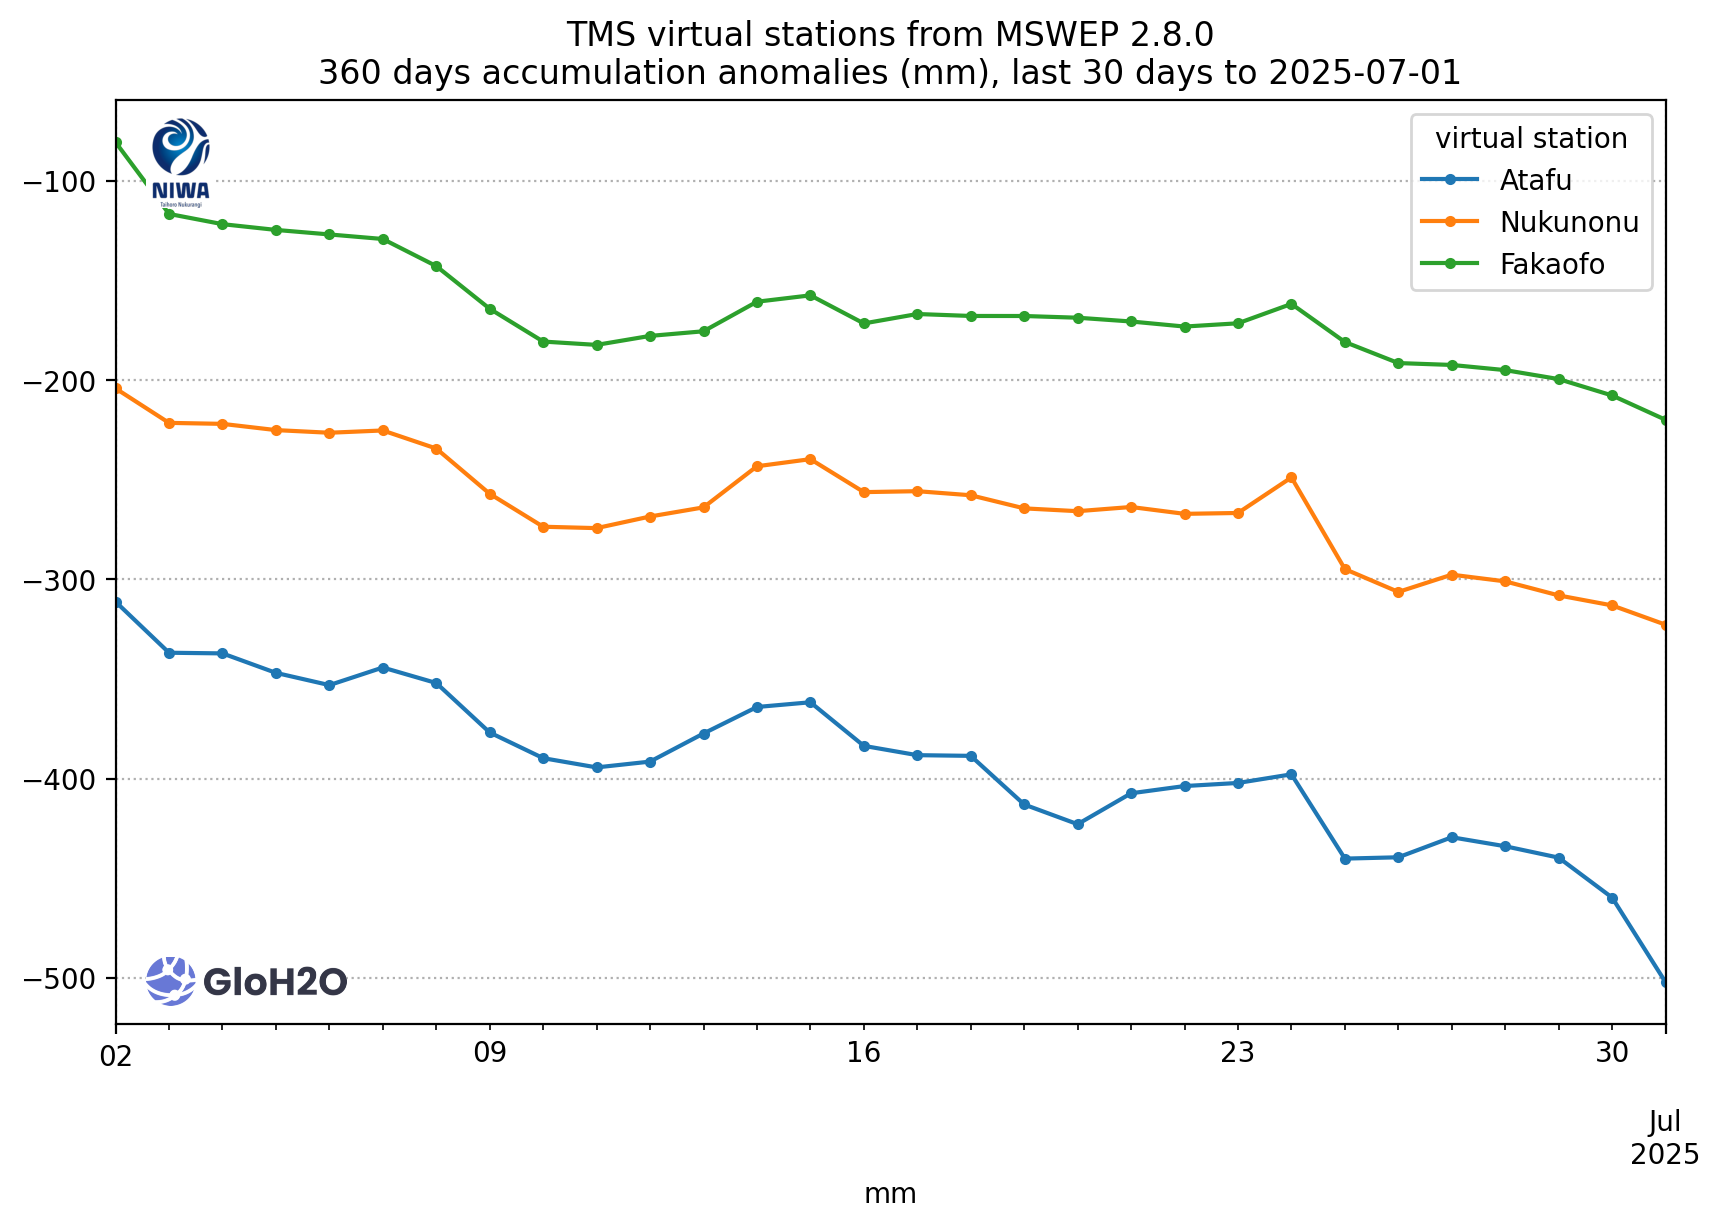 TMS virtual stations from MSWEP 2.8.0
360 days accumulation anomalies (mm), last 30 days to 2025-07-01
NIWA
Taihoro Nukurangi
virtual station
Atafu
Nukunonu
Fakaofo
−100
−200
−300
−400
−500
GloH2O
02
09
16
23
30
Jul
2025
mm